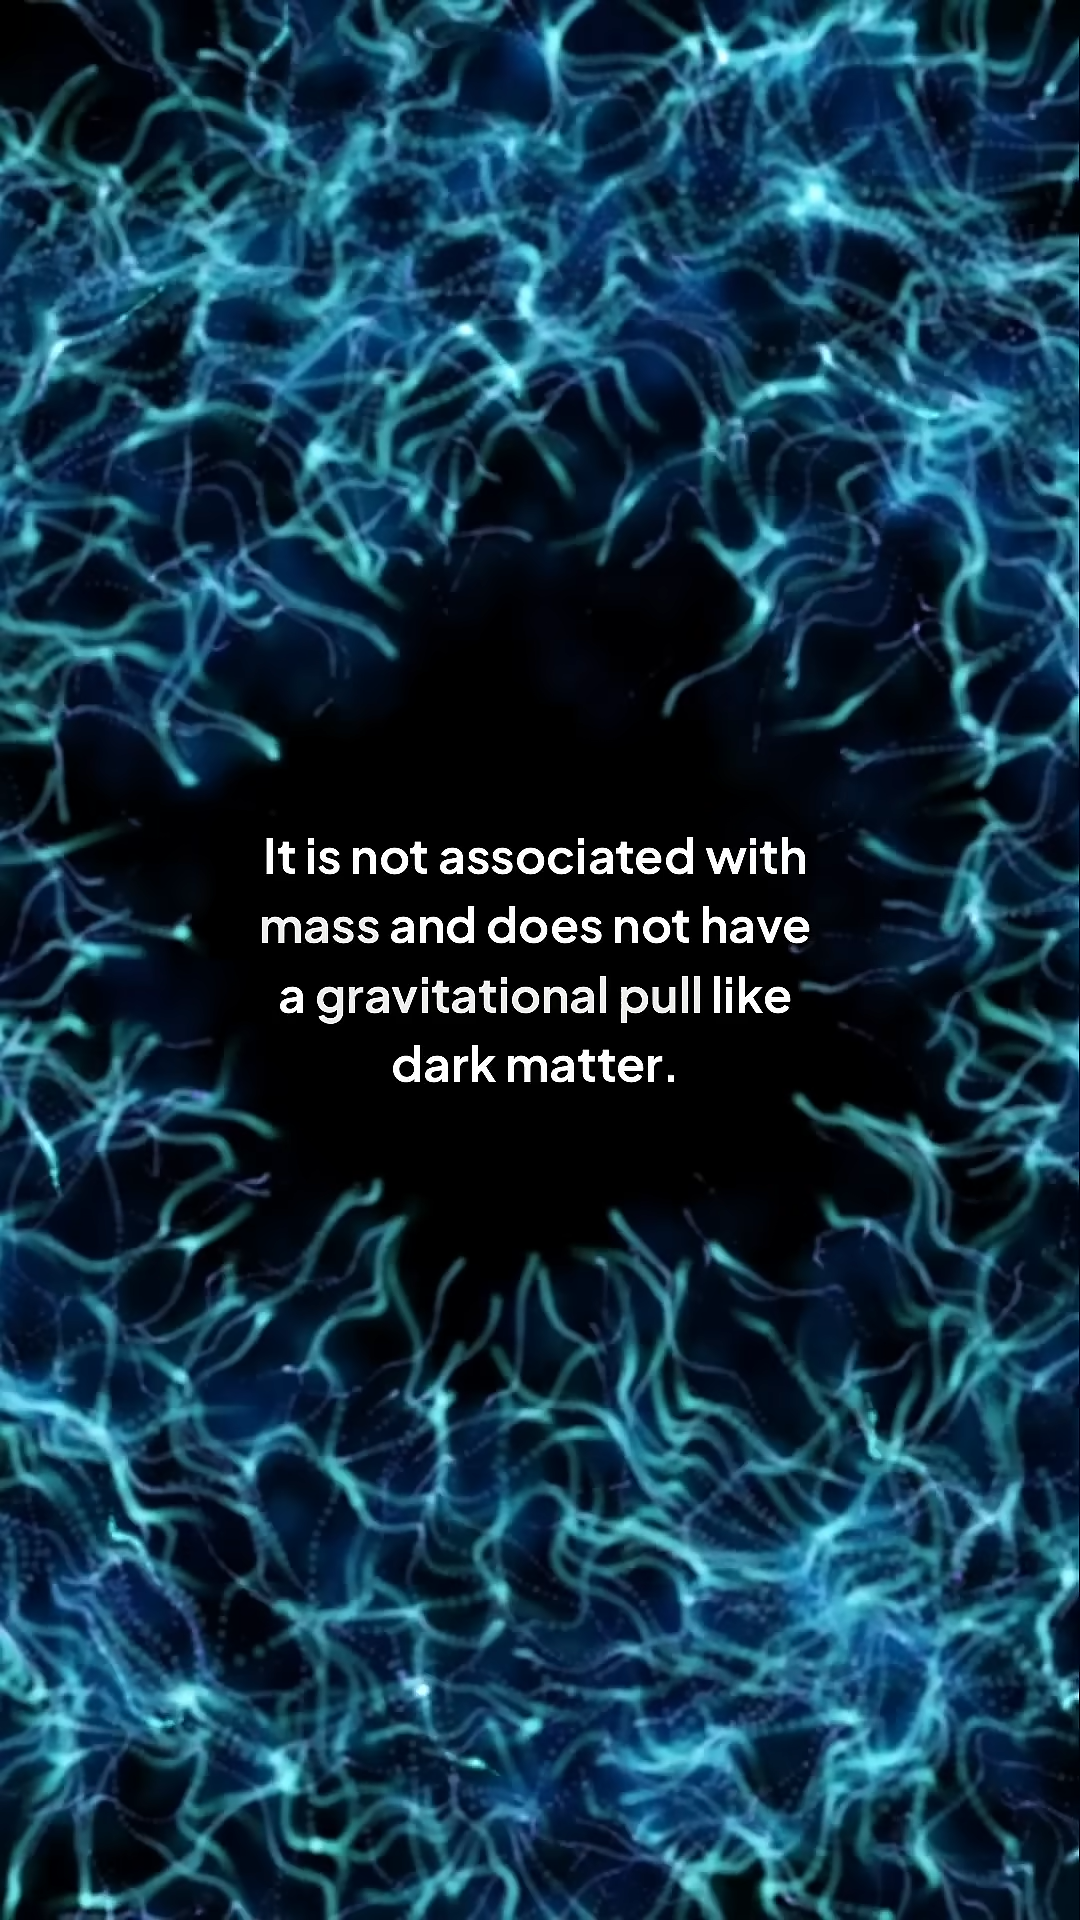 It is not associated with
mass and does not have
a gravitational pull like
dark matter.